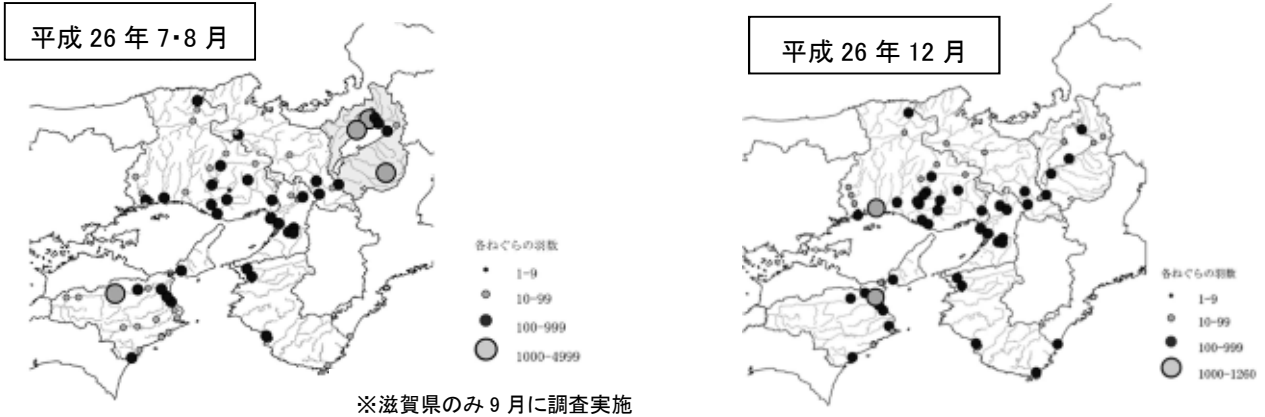 平成 26 年 7・8 月
各ねぐらの羽数
1-9
10-99
100-999
1000-4999
※滋賀県のみ 9 月に調査実施
平成 26 年 12 月
各ねぐらの羽数
1-9
10-99
100-999
1000-1260